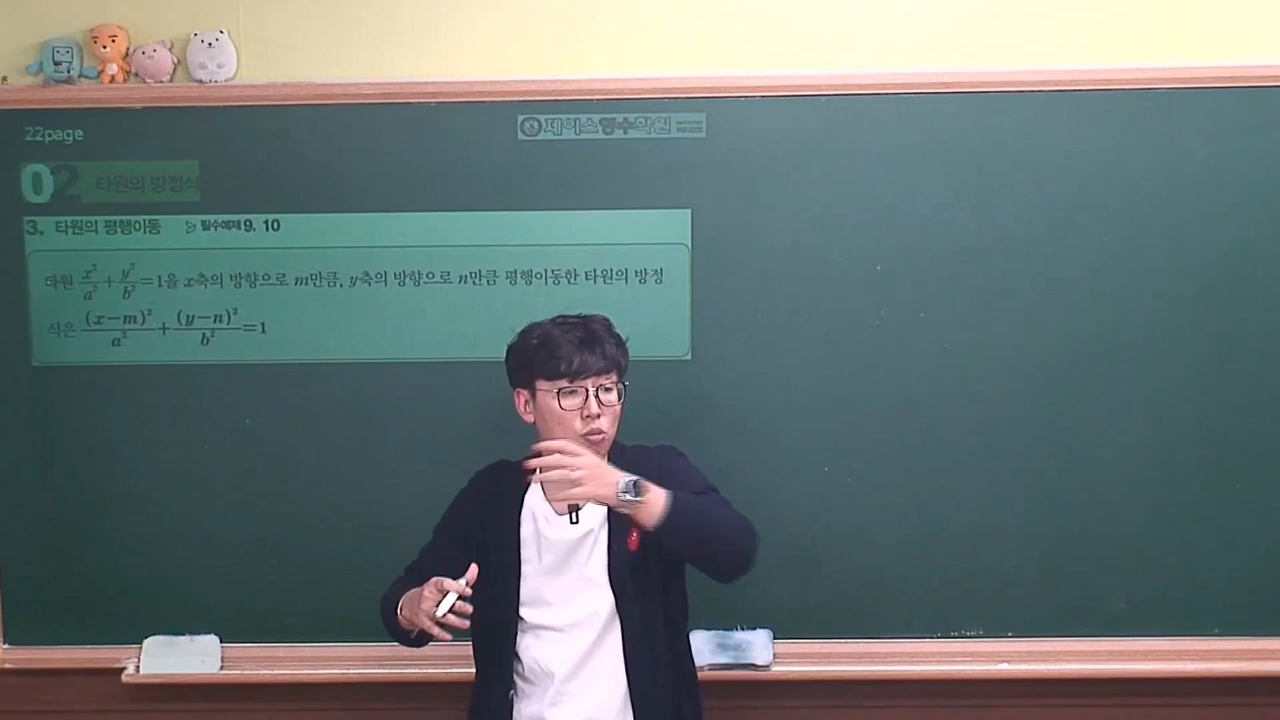 22page
제이스영수학원
02 타원의 방정식
3. 타원의 평행이동 ▷ 필수예제 9, 10
타원 x²/a²+y²/b²=1을 x축의 방향으로 m만큼, y축의 방향으로 n만큼 평행이동한 타원의 방정
식은 (x-m)²/a²+(y-n)²/b²=1